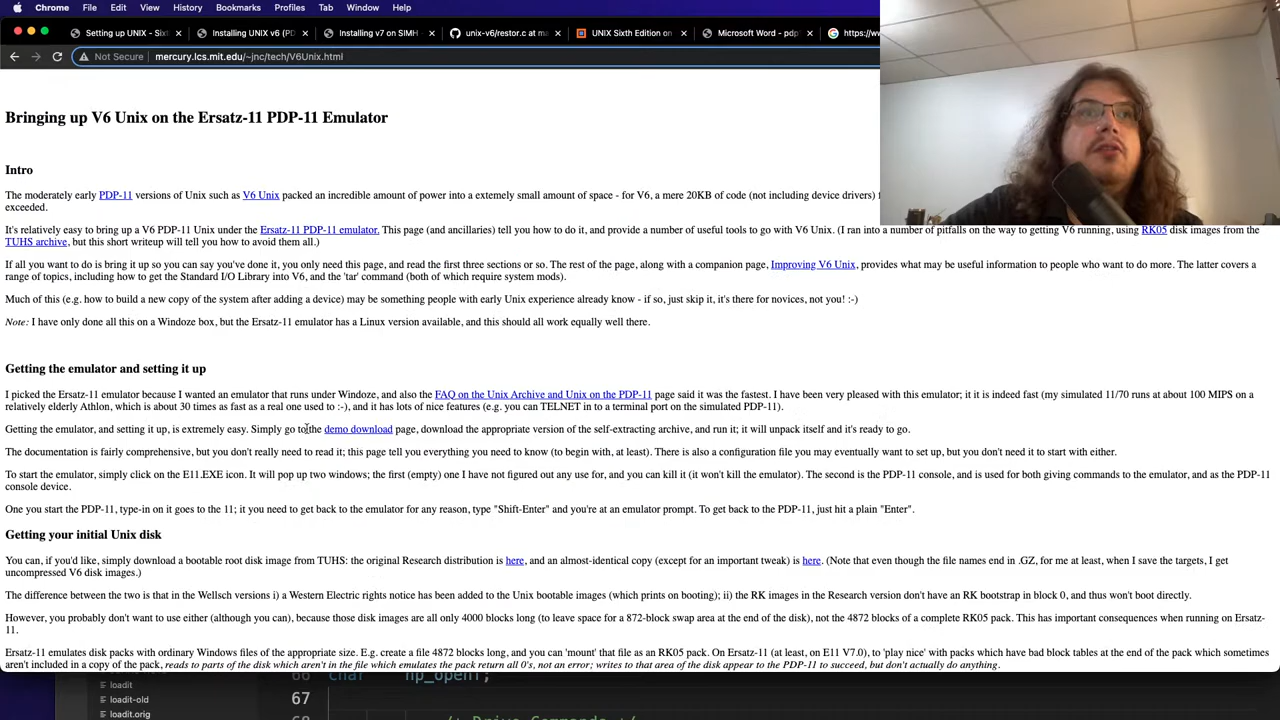 Chrome File Edit View History Bookmarks Profiles Tab Window Help
Setting up UNIX - Sixt Installing UNIX v6 (PD Installing v7 on SIMH unix-v6/restor.c at ma UNIX Sixth Edition on Microsoft Word - pdp https://ww
Not Secure mercury.lcs.mit.edu/~jnc/tech/V6Unix.html
Bringing up V6 Unix on the Ersatz-11 PDP-11 Emulator
Intro
The moderately early PDP-11 versions of Unix such as V6 Unix packed an incredible amount of power into a extemely small amount of space - for V6, a mere 20KB of code (not including device drivers)
exceeded.
It's relatively easy to bring up a V6 PDP-11 Unix under the Ersatz-11 PDP-11 emulator. This page (and ancillaries) tell you how to do it, and provide a number of useful tools to go with V6 Unix. (I ran into a number of pitfalls on the way to getting V6 running, using RK05 disk images from the
TUHS archive, but this short writeup will tell you how to avoid them all.)
If all you want to do is bring it up so you can say you've done it, you only need this page, and read the first three sections or so. The rest of the page, along with a companion page, Improving V6 Unix, provides what may be useful information to people who want to do more. The latter covers a
range of topics, including how to get the Standard I/O Library into V6, and the 'tar' command (both of which require system mods).
Much of this (e.g. how to build a new copy of the system after adding a device) may be something people with early Unix experience already know - if so, just skip it, it's there for novices, not you! :-)
Note: I have only done all this on a Windoze box, but the Ersatz-11 emulator has a Linux version available, and this should all work equally well there.
Getting the emulator and setting it up
I picked the Ersatz-11 emulator because I wanted an emulator that runs under Windoze, and also the FAQ on the Unix Archive and Unix on the PDP-11 page said it was the fastest. I have been very pleased with this emulator; it it is indeed fast (my simulated 11/70 runs at about 100 MIPS on a
relatively elderly Athlon, which is about 30 times as fast as a real one used to :-), and it has lots of nice features (e.g. you can TELNET in to a terminal port on the simulated PDP-11).
Getting the emulator, and setting it up, is extremely easy. Simply go to the demo download page, download the appropriate version of the self-extracting archive, and run it; it will unpack itself and it's ready to go.
The documentation is fairly comprehensive, but you don't really need to read it; this page tell you everything you need to know (to begin with, at least). There is also a configuration file you may eventually want to set up, but you don't need it to start with either.
To start the emulator, simply click on the E11.EXE icon. It will pop up two windows; the first (empty) one I have not figured out any use for, and you can kill it (it won't kill the emulator). The second is the PDP-11 console, and is used for both giving commands to the emulator, and as the PDP-11
console device.
One you start the PDP-11, type-in on it goes to the 11; it you need to get back to the emulator for any reason, type "Shift-Enter" and you're at an emulator prompt. To get back to the PDP-11, just hit a plain "Enter".
Getting your initial Unix disk
You can, if you'd like, simply download a bootable root disk image from TUHS: the original Research distribution is here, and an almost-identical copy (except for an important tweak) is here. (Note that even though the file names end in .GZ, for me at least, when I save the targets, I get
uncompressed V6 disk images.)
The difference between the two is that in the Wellsch versions i) a Western Electric rights notice has been added to the Unix bootable images (which prints on booting); ii) the RK images in the Research version don't have an RK bootstrap in block 0, and thus won't boot directly.
However, you probably don't want to use either (although you can), because those disk images are all only 4000 blocks long (to leave space for a 872-block swap area at the end of the disk), not the 4872 blocks of a complete RK05 pack. This has important consequences when running on Ersatz-
11.
Ersatz-11 emulates disk packs with ordinary Windows files of the appropriate size. E.g. create a file 4872 blocks long, and you can 'mount' that file as an RK05 pack. On Ersatz-11 (at least, on E11 V7.0), to 'play nice' with packs which have bad block tables at the end of the pack which sometimes
aren't included in a copy of the pack, reads to parts of the disk which aren't in the file which emulates the pack return all 0's, not an error; writes to that area of the disk appear to the PDP-11 to succeed, but don't actually do anything.
66 char
loadit
loadit-old 67
loadit.orig